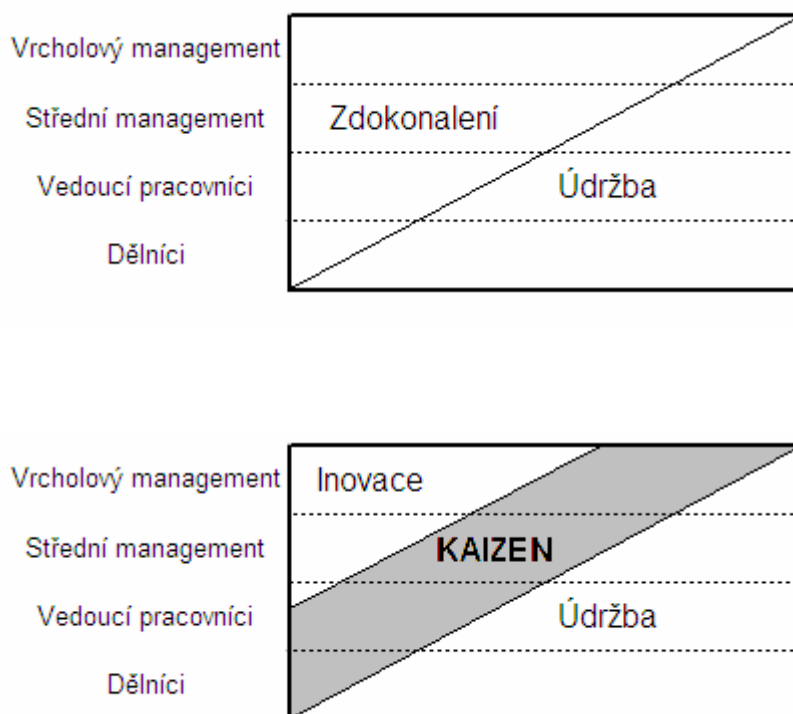 Vrcholový management
Střední management
Zdokonalení
Vedoucí pracovníci
Údržba
Dělníci
Vrcholový management
Inovace
Střední management
KAIZEN
Vedoucí pracovníci
Údržba
Dělníci